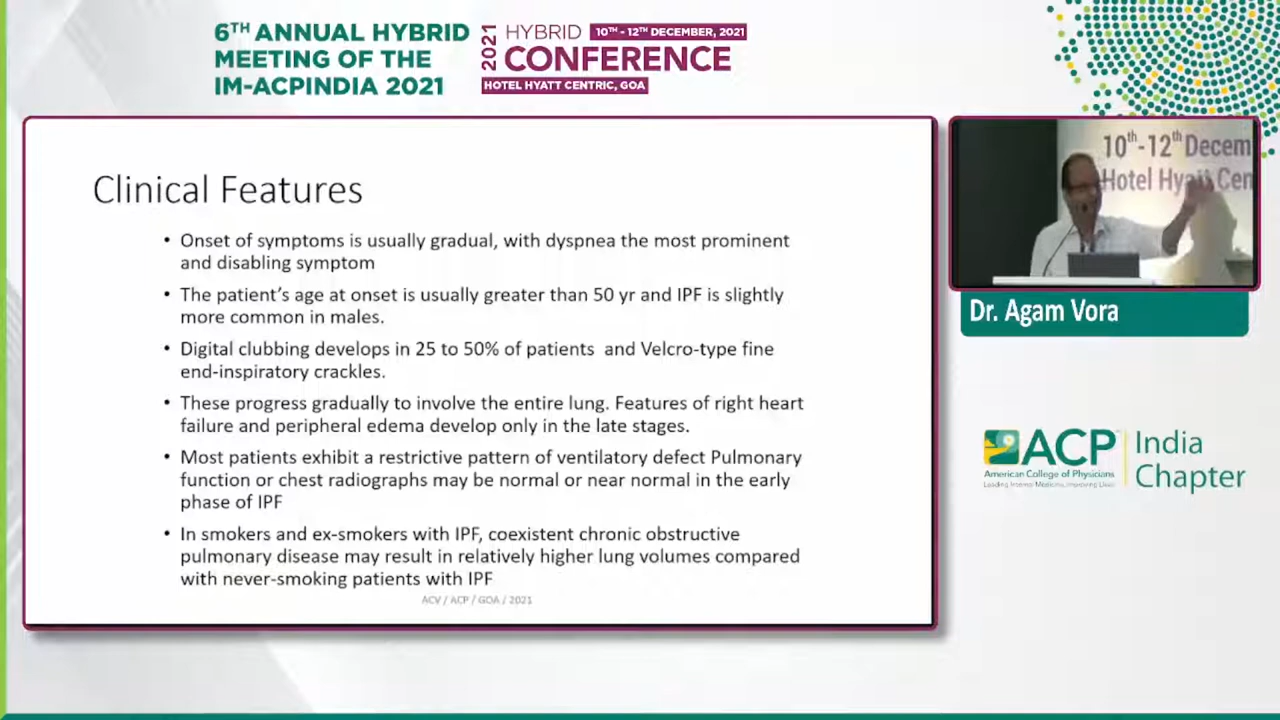 6TH ANNUAL HYBRID
MEETING OF THE
IM-ACPINDIA 2021
2021
HYBRID 10TH - 12TH DECEMBER, 2021
CONFERENCE
HOTEL HYATT CENTRIC, GOA
Clinical Features
• Onset of symptoms is usually gradual, with dyspnea the most prominent
and disabling symptom
• The patient's age at onset is usually greater than 50 yr and IPF is slightly
more common in males.
• Digital clubbing develops in 25 to 50% of patients and Velcro-type fine
end-inspiratory crackles.
• These progress gradually to involve the entire lung. Features of right heart
failure and peripheral edema develop only in the late stages.
• Most patients exhibit a restrictive pattern of ventilatory defect Pulmonary
function or chest radiographs may be normal or near normal in the early
phase of IPF
• In smokers and ex-smokers with IPF, coexistent chronic obstructive
pulmonary disease may result in relatively higher lung volumes compared
with never-smoking patients with IPF
ACV / ACP / GOA / 2021
10th-12th Decem
Hotel Hyatt Cen
Dr. Agam Vora
ACP
American College of Physicians
Leading Internal Medicine, Improving Lives
India
Chapter